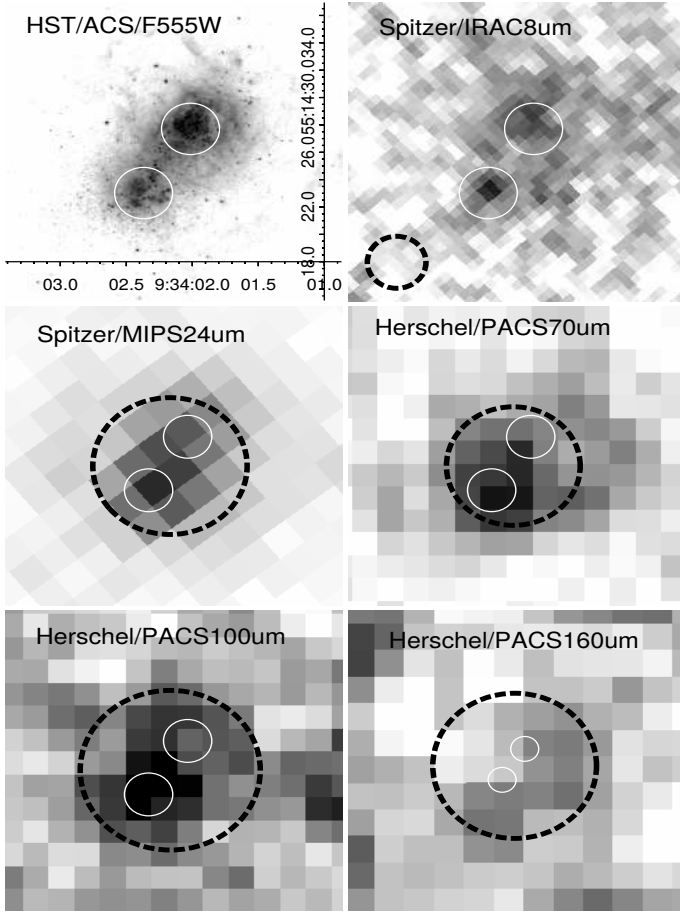 HST/ACS/F555W
18.0 22.0 26.0 55:14:30.0 34.0
03.0 02.5 9:34:02.0 01.5 01.0
Spitzer/IRAC8um
Spitzer/MIPS24um
Herschel/PACS70um
Herschel/PACS100um
Herschel/PACS160um